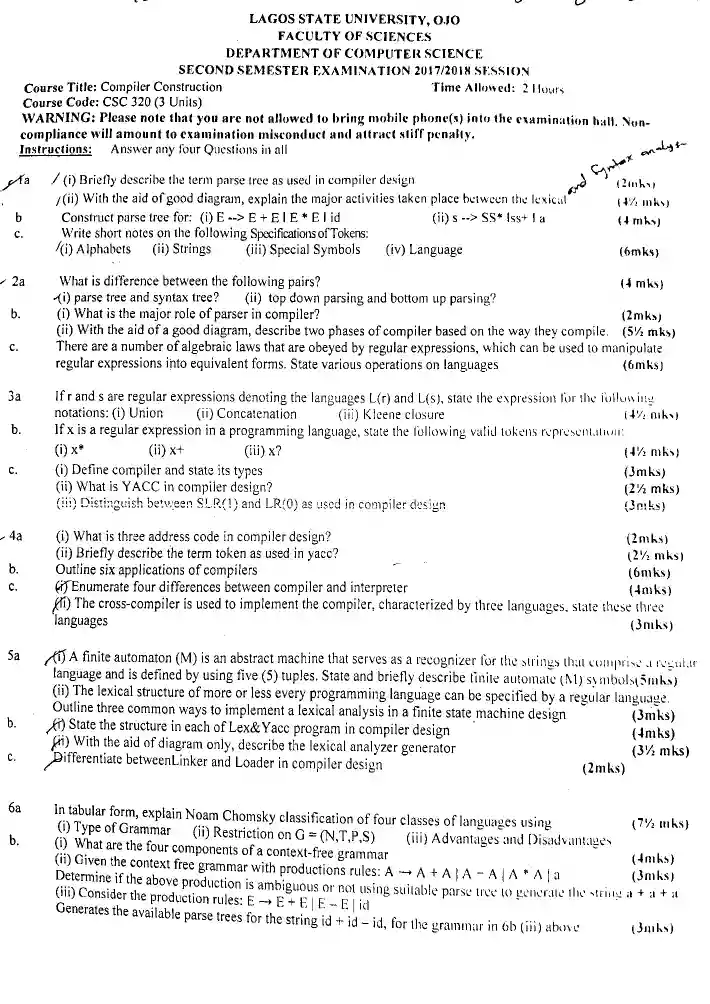 LAGOS STATE UNIVERSITY, OJO
FACULTY OF SCIENCES
DEPARTMENT OF COMPUTER SCIENCE
SECOND SEMESTER EXAMINATION 2017/2018 SESSION
Course Title: Compiler Construction Time Allowed: 2 Hours
Course Code: CSC 320 (3 Units)
WARNING: Please note that you are not allowed to bring mobile phone(s) into the examination hall. Non-
compliance will amount to examination misconduct and attract stiff penalty.
Instructions: Answer any four Questions in all
and Syntax analysis
1a (i) Briefly describe the term parse tree as used in compiler design (2mks)
(ii) With the aid of good diagram, explain the major activities taken place between the lexical (4½ mks)
b Construct parse tree for: (i) E --> E + E l E * E l id (ii) s --> SS* lss+ l a (4 mks)
c. Write short notes on the following Specifications of Tokens:
(i) Alphabets (ii) Strings (iii) Special Symbols (iv) Language (6mks)
2a What is difference between the following pairs? (4 mks)
(i) parse tree and syntax tree? (ii) top down parsing and bottom up parsing?
b. (i) What is the major role of parser in compiler? (2mks)
(ii) With the aid of a good diagram, describe two phases of compiler based on the way they compile. (5½ mks)
c. There are a number of algebraic laws that are obeyed by regular expressions, which can be used to manipulate
regular expressions into equivalent forms. State various operations on languages (6mks)
3a If r and s are regular expressions denoting the languages L(r) and L(s), state the expression for the following
notations: (i) Union (ii) Concatenation (iii) Kleene closure (4½ mks)
b. If x is a regular expression in a programming language, state the following valid tokens representation:
(i) x* (ii) x+ (iii) x? (4½ mks)
c. (i) Define compiler and state its types (3mks)
(ii) What is YACC in compiler design? (2½ mks)
(iii) Distinguish between SLR(1) and LR(0) as used in compiler design (3mks)
4a (i) What is three address code in compiler design? (2mks)
(ii) Briefly describe the term token as used in yacc? (2½ mks)
b. Outline six applications of compilers (6mks)
c. (i) Enumerate four differences between compiler and interpreter (4mks)
(ii) The cross-compiler is used to implement the compiler, characterized by three languages, state these three
languages (3mks)
5a (i) A finite automaton (M) is an abstract machine that serves as a recognizer for the strings that comprise a regular
language and is defined by using five (5) tuples. State and briefly describe finite automate (M) symbols(5mks)
(ii) The lexical structure of more or less every programming language can be specified by a regular language.
Outline three common ways to implement a lexical analysis in a finite state machine design (3mks)
b. (i) State the structure in each of Lex&Yacc program in compiler design (4mks)
(ii) With the aid of diagram only, describe the lexical analyzer generator (3½ mks)
c. Differentiate betweenLinker and Loader in compiler design (2mks)
6a In tabular form, explain Noam Chomsky classification of four classes of languages using (7½ mks)
(i) Type of Grammar (ii) Restriction on G = (N,T,P,S) (iii) Advantages and Disadvantages
b. (i) What are the four components of a context-free grammar (4mks)
(ii) Given the context free grammar with productions rules: A → A + A | A – A | A * A | a (3mks)
Determine if the above production is ambiguous or not using suitable parse tree to generate the string a + a + a
(iii) Consider the production rules: E → E + E | E – E | id
Generates the available parse trees for the string id + id – id, for the grammar in 6b (iii) above (3mks)